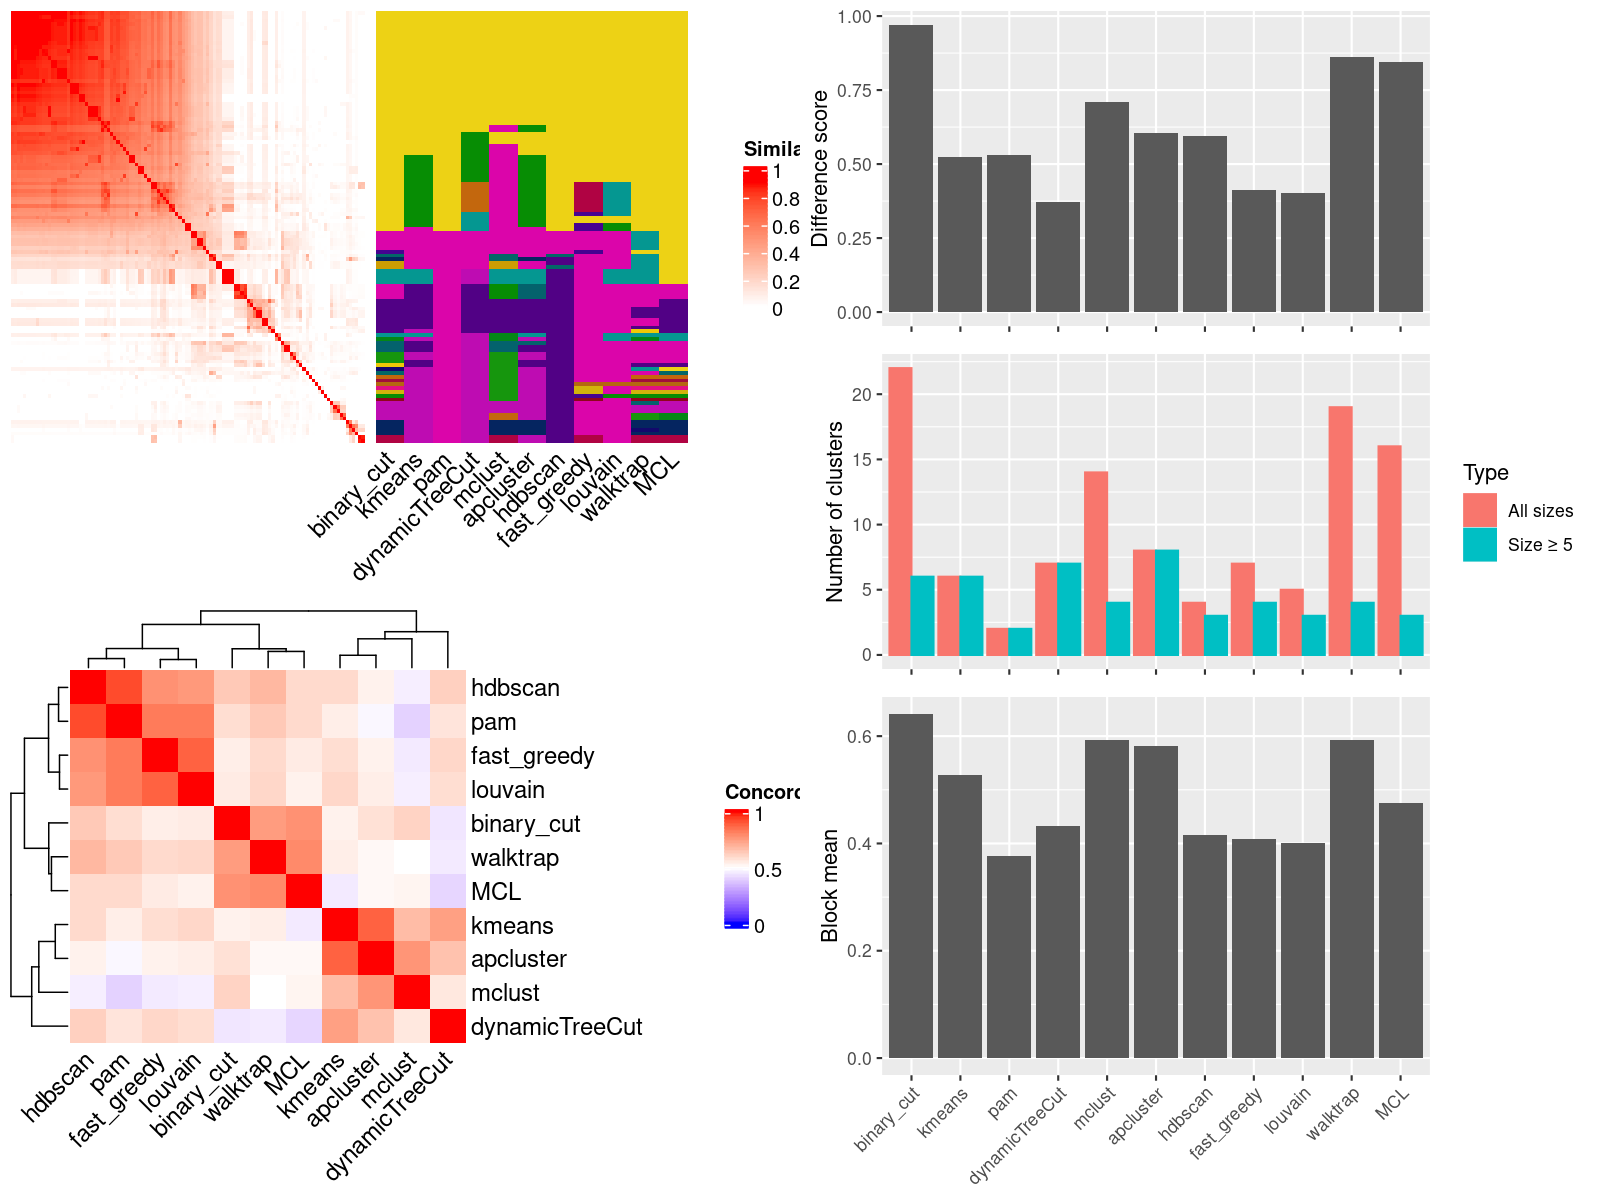 Simila
1
0.8
0.6
0.4
0.2
0
binary_cut
kmeans
pam
dynamicTreeCut
mclust
apcluster
hdbscan
fast_greedy
louvain
walktrap
MCL
hdbscan
pam
fast_greedy
louvain
binary_cut
walktrap
MCL
kmeans
apcluster
mclust
dynamicTreeCut
hdbscan
pam
fast_greedy
louvain
binary_cut
walktrap
MCL
kmeans
apcluster
mclust
dynamicTreeCut
Concord
1
0.5
0
Difference score
1.00
0.75
0.50
0.25
0.00
Number of clusters
20
15
10
5
0
Type
All sizes
Size ≥ 5
Block mean
0.6
0.4
0.2
0.0
binary_cut
kmeans
pam
dynamicTreeCut
mclust
apcluster
hdbscan
fast_greedy
louvain
walktrap
MCL